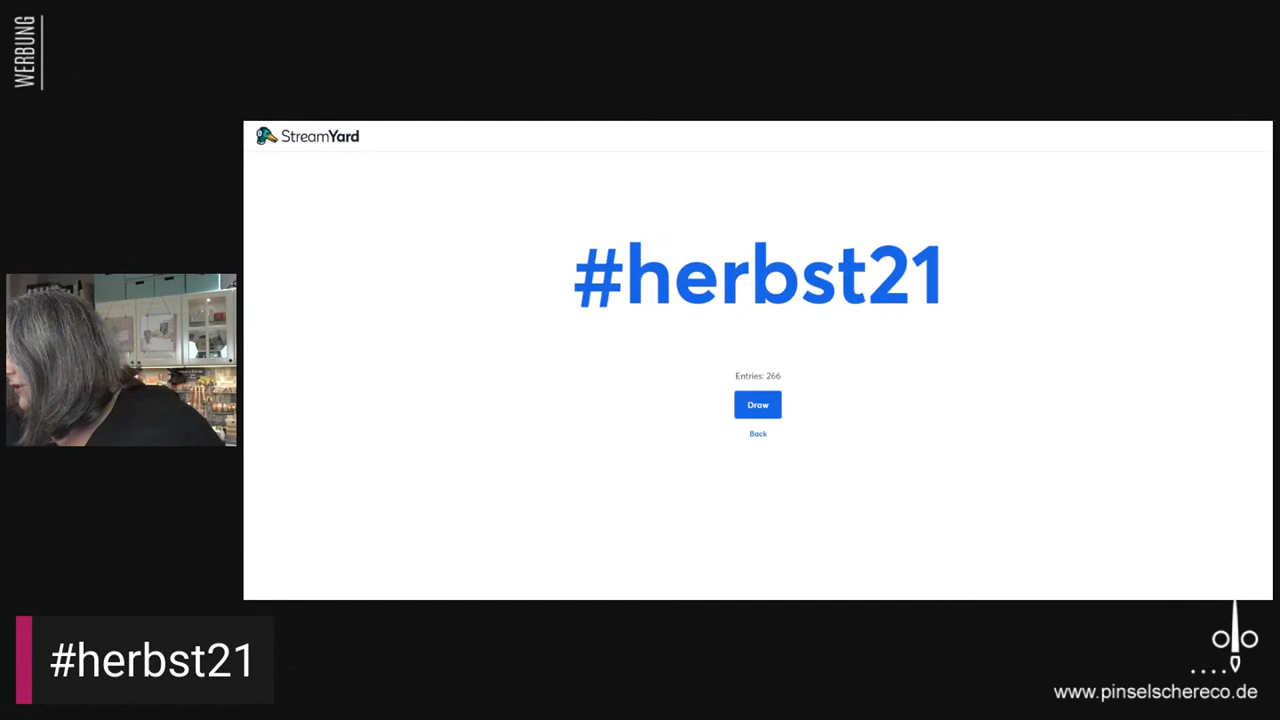 WERBUNG
StreamYard
#herbst21
Entries: 266
Draw
Back
#herbst21
www.pinselschereco.de